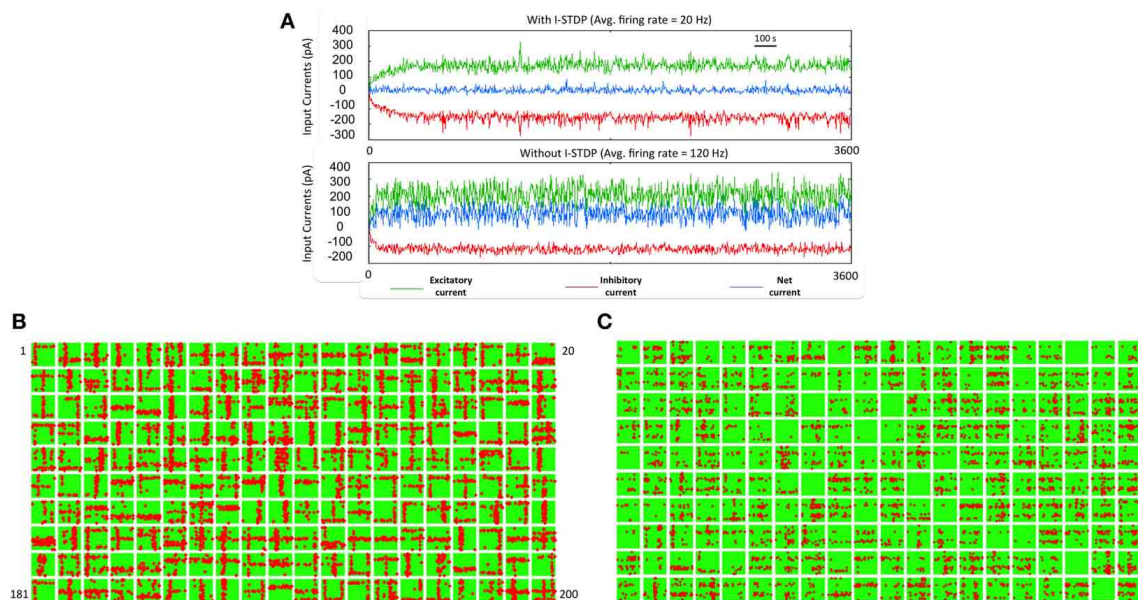 A
With I-STDP (Avg. firing rate = 20 Hz)
Input Currents (pA)
400
300
200
100
0
-100
-200
-300
100 s
0
3600
Without I-STDP (Avg. firing rate = 120 Hz)
Input Currents (pA)
400
300
200
100
0
-100
-200
0
3600
Excitatory current
Inhibitory current
Net current
B
1
20
181
200
C